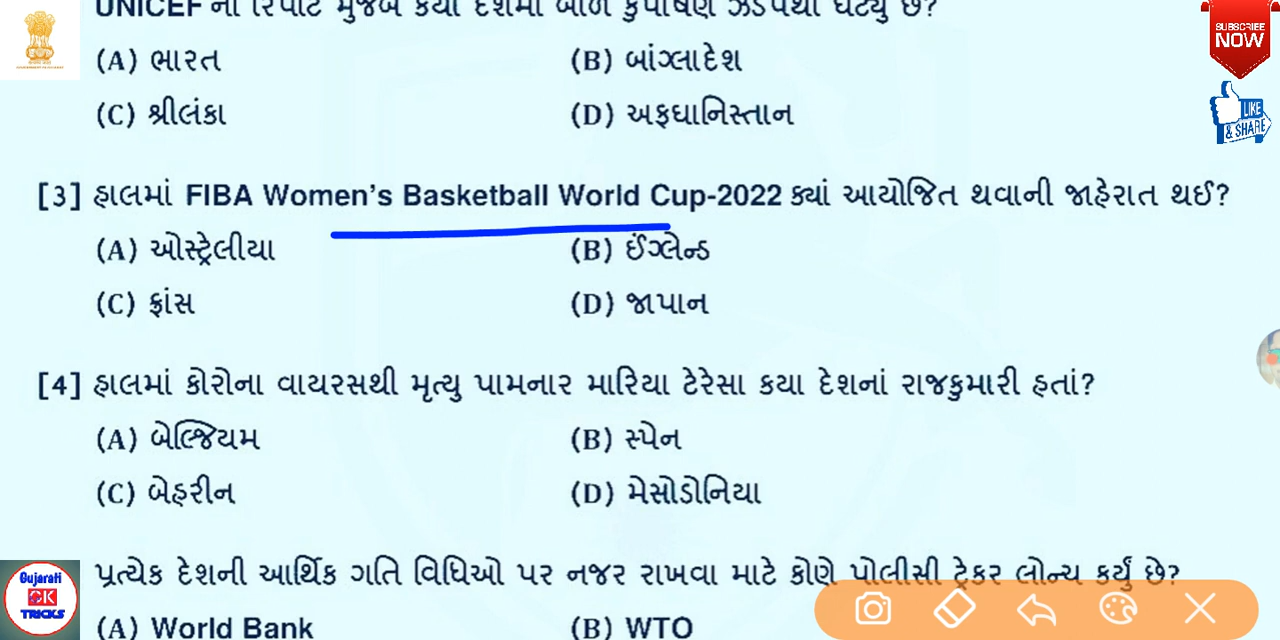 UNICEF ના રિપોર્ટ મુજબ કયા દેશમાં બાળ કુપોષણ ઝડપથી ઘટ્યુ છે?
(A) ભારત (B) બાંગ્લાદેશ
(C) શ્રીલંકા (D) અફઘાનિસ્તાન
[3] હાલમાં FIBA Women's Basketball World Cup-2022 ક્યાં આયોજિત થવાની જાહેરાત થઈ?
(A) ઓસ્ટ્રેલીયા (B) ઈંગ્લેન્ડ
(C) ફ્રાંસ (D) જાપાન
[4] હાલમાં કોરોના વાયરસથી મૃત્યુ પામનાર મારિયા ટેરેસા કયા દેશનાં રાજકુમારી હતાં?
(A) બેલ્જિયમ (B) સ્પેન
(C) બેહરીન (D) મેસોડોનિયા
પ્રત્યેક દેશની આર્થિક ગતિ વિધિઓ પર નજર રાખવા માટે કોણે પોલીસી ટ્રેકર લોન્ચ કર્યું છે?
(A) World Bank (B) WTO
SUBSCRIBE
NOW
LIKE
& SHARE
Gujarati
GK
TRICKS